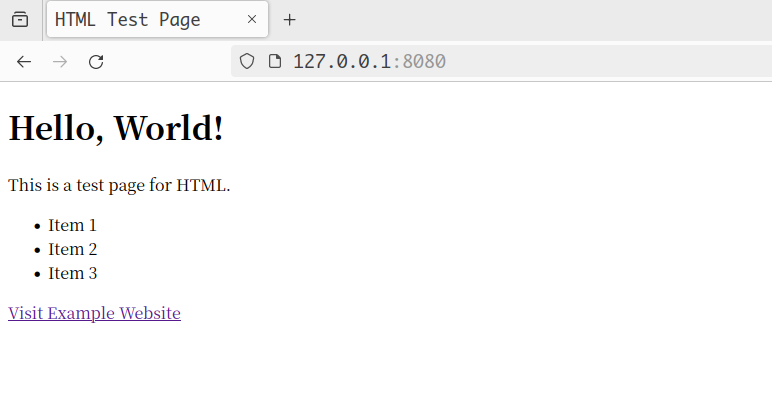 HTML Test Page
127.0.0.1:8080
Hello, World!
This is a test page for HTML.
Item 1
Item 2
Item 3
Visit Example Website